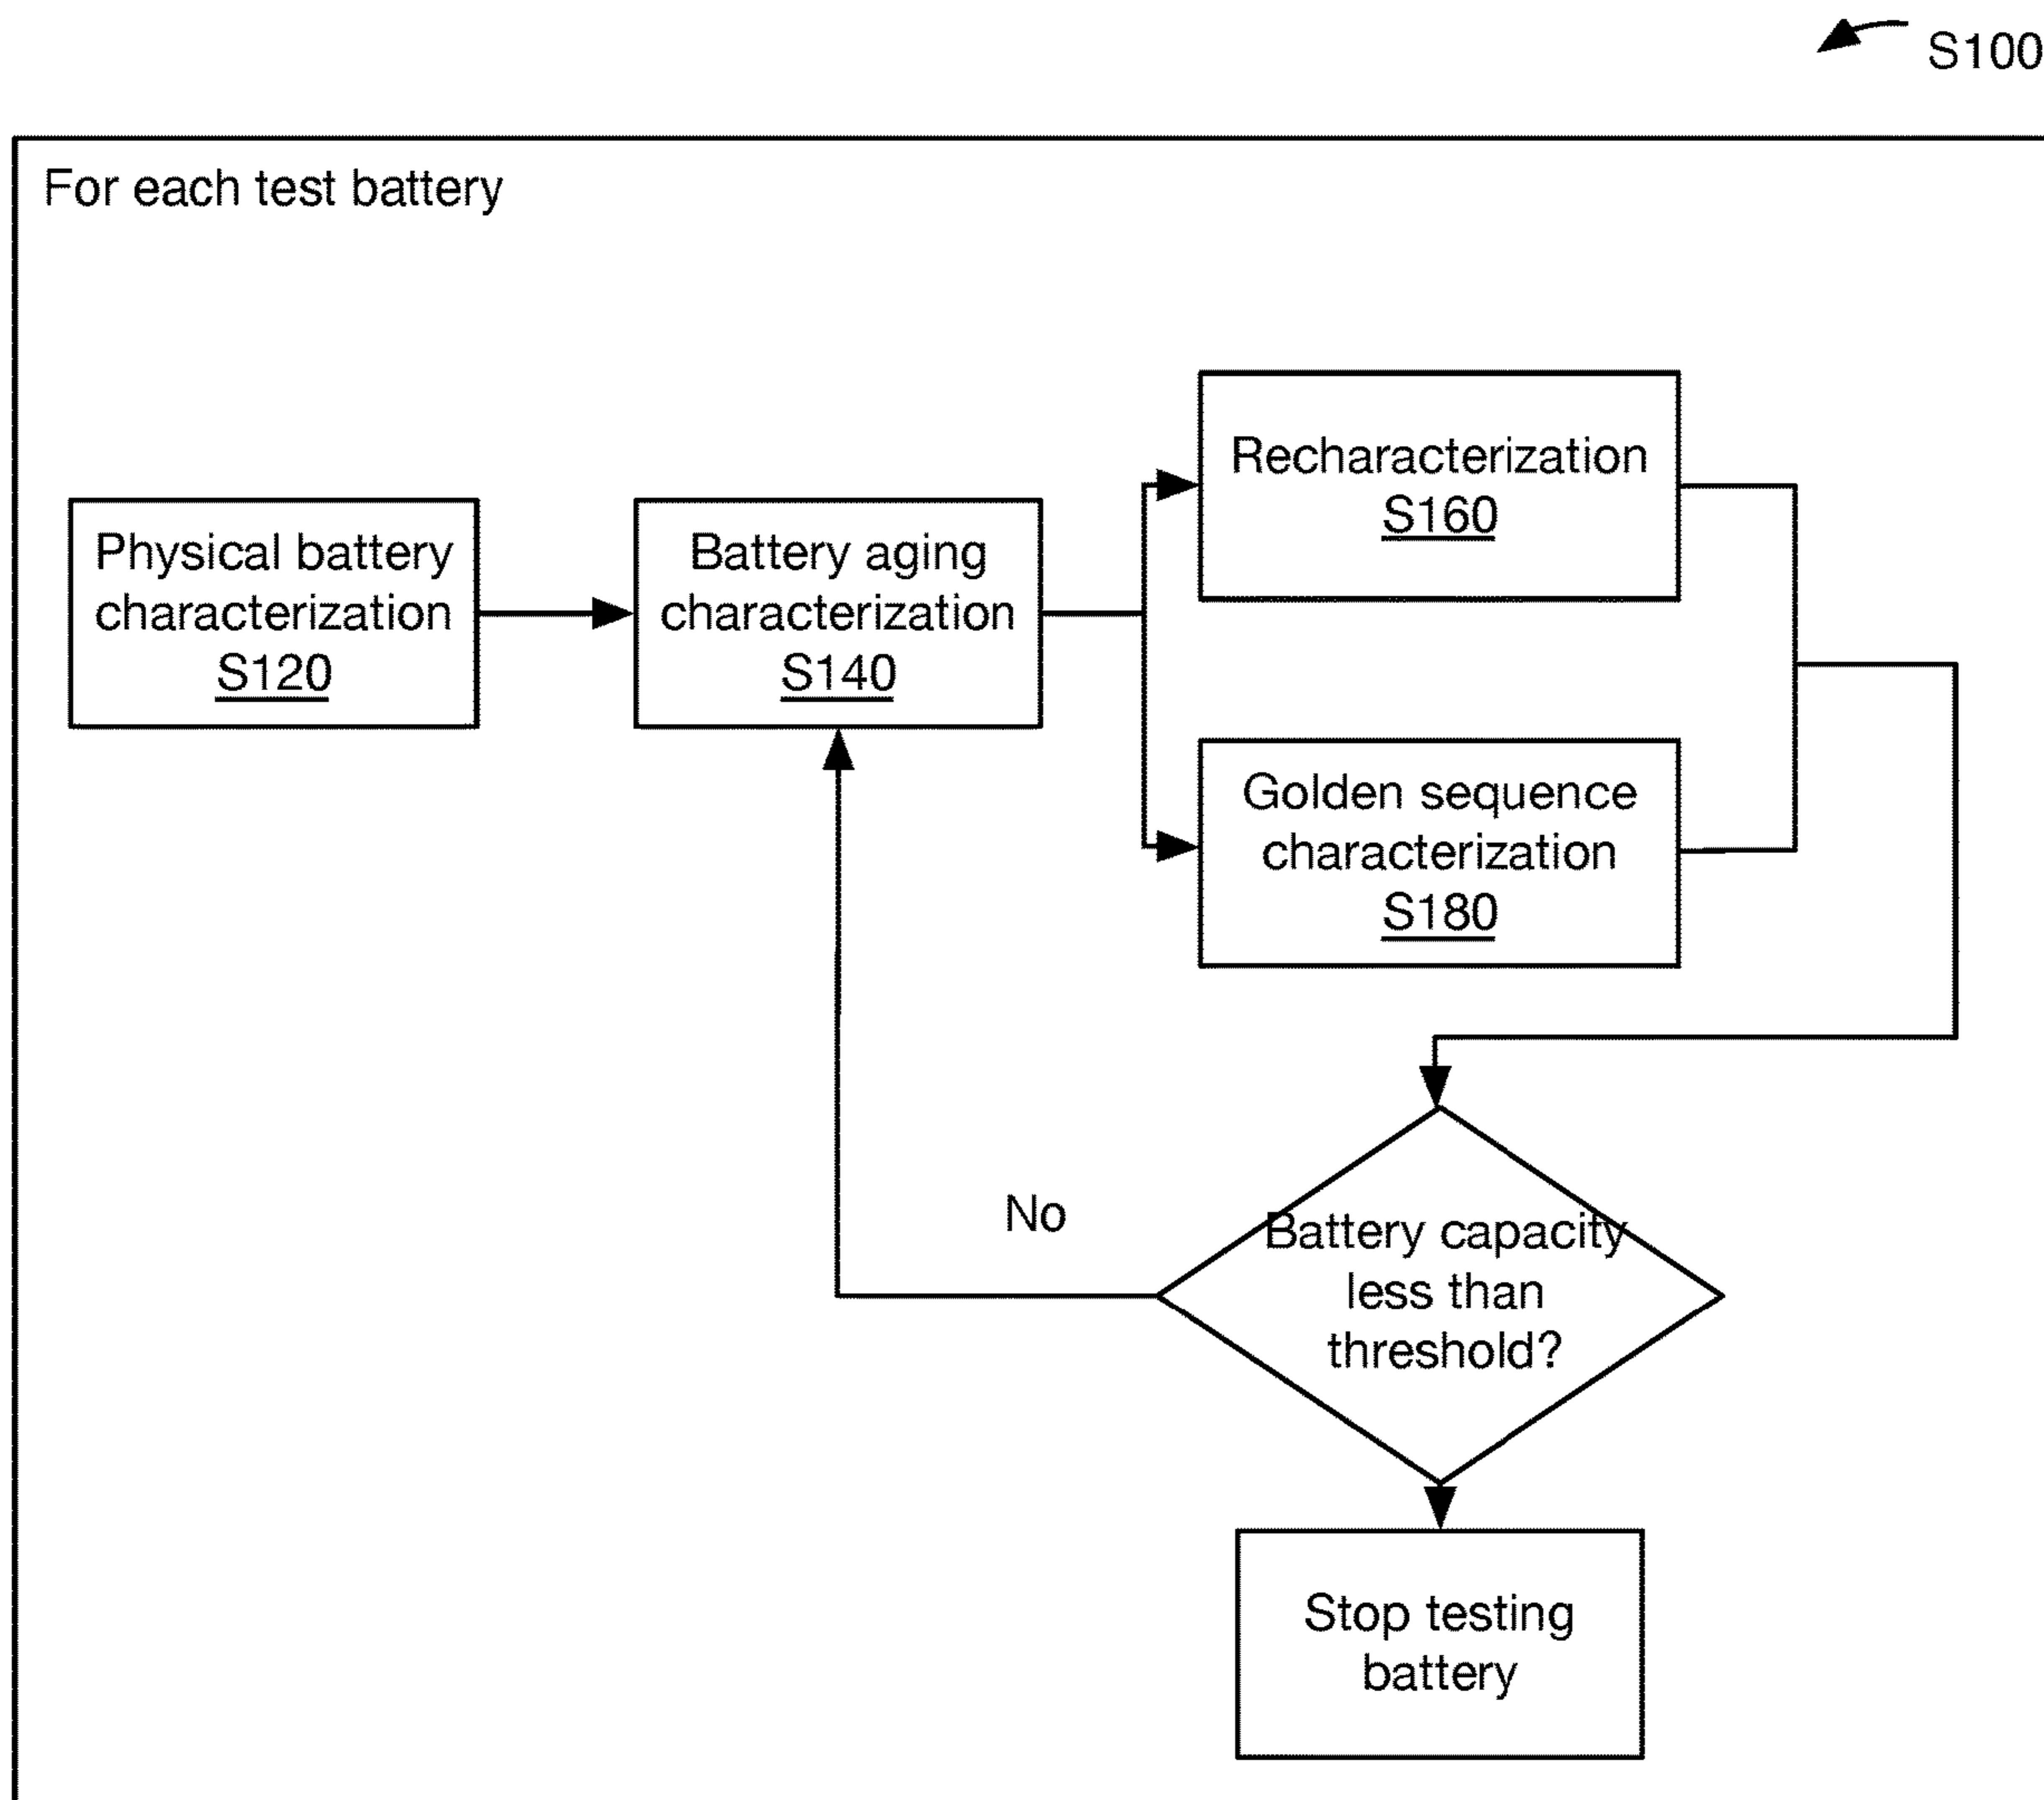 S100
For each test battery
Physical battery
characterization
S120
Battery aging
characterization
S140
Recharacterization
S160
Golden sequence
characterization
S180
No
Battery capacity
less than
threshold?
Stop testing
battery